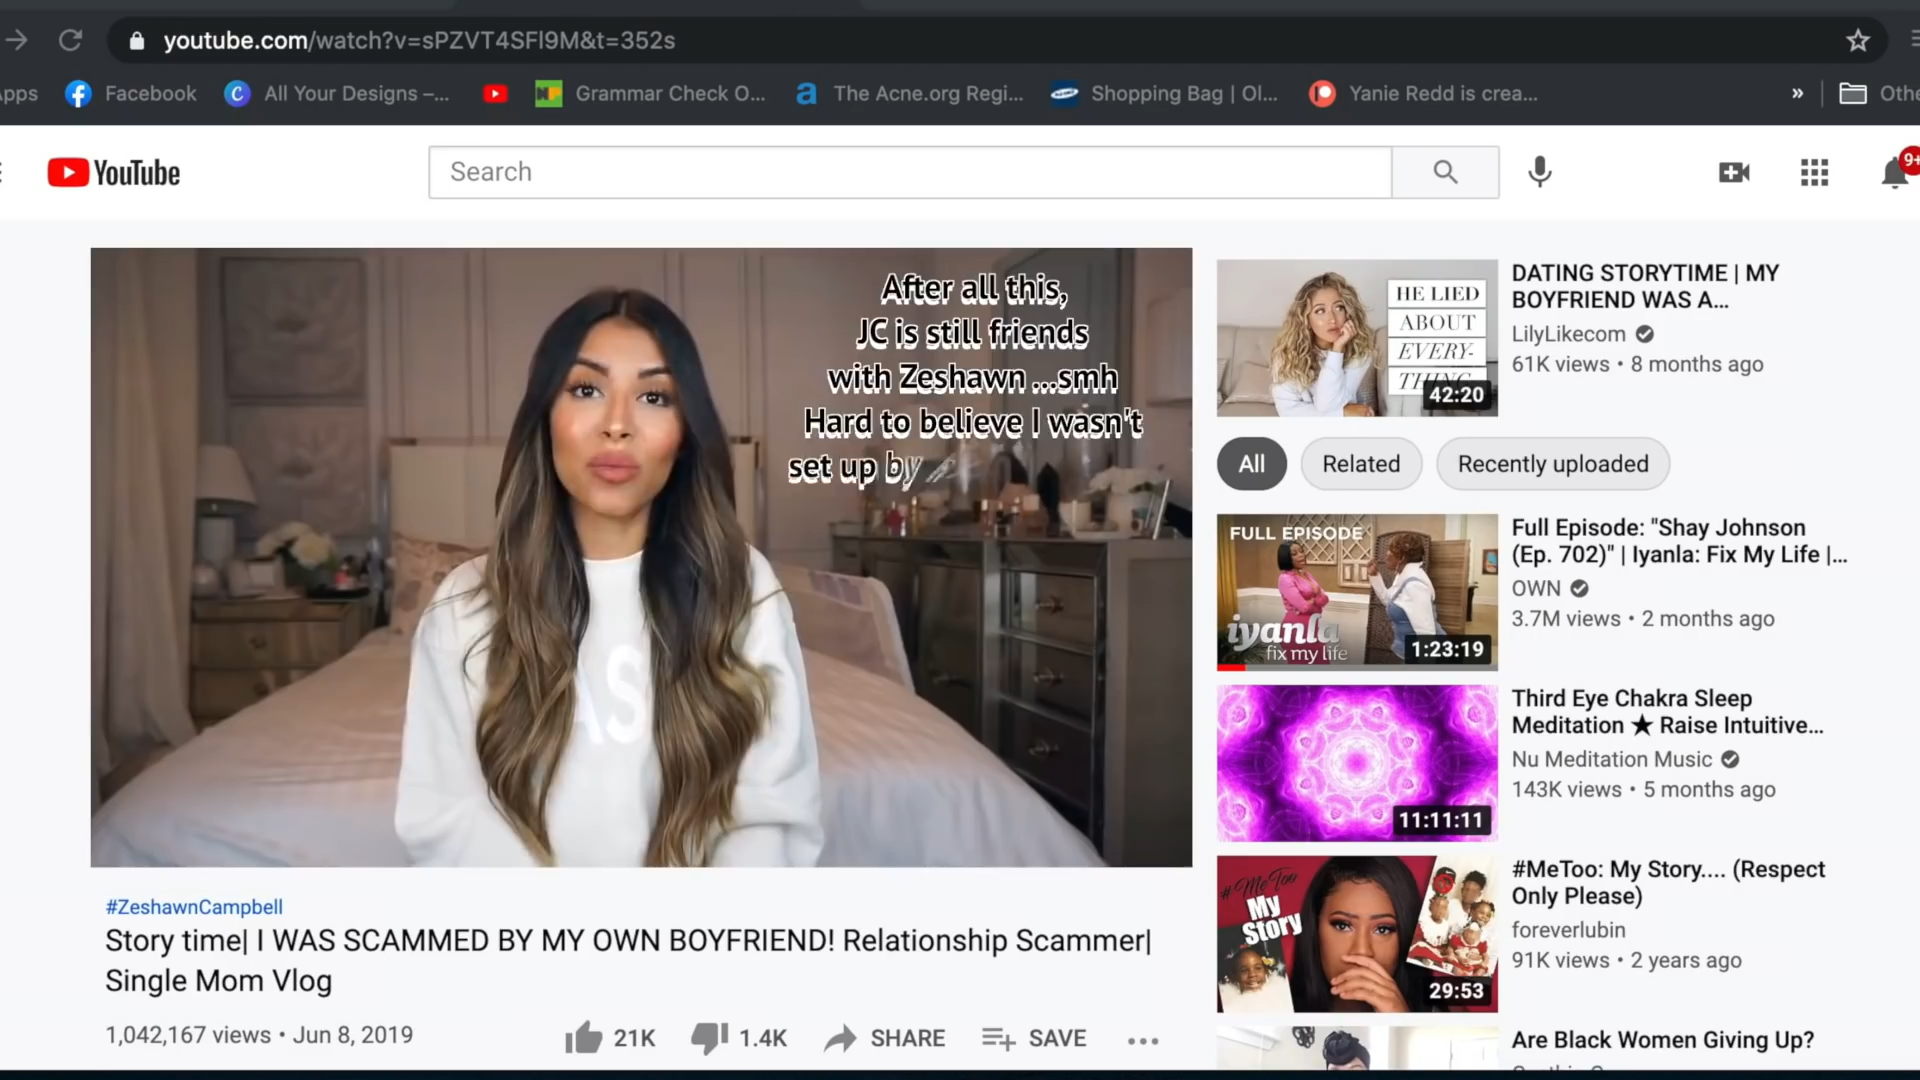 youtube.com/watch?v=sPZVT4SFl9M&t=352s
Facebook
All Your Designs –...
Grammar Check O...
The Acne.org Regi...
Shopping Bag | Ol...
Yanie Redd is crea...
»
YouTube
Search
9+
After all this,
JC is still friends
with Zeshawn ...smh
Hard to believe I wasn't
set up by
#ZeshawnCampbell
Story time| I WAS SCAMMED BY MY OWN BOYFRIEND! Relationship Scammer|
Single Mom Vlog
1,042,167 views • Jun 8, 2019
21K
1.4K
SHARE
SAVE
HE LIED
ABOUT
EVERY-
THING
42:20
DATING STORYTIME | MY
BOYFRIEND WAS A...
LilyLikecom
61K views • 8 months ago
All
Related
Recently uploaded
FULL EPISODE
iyanla
fix my life
1:23:19
Full Episode: "Shay Johnson
(Ep. 702)" | Iyanla: Fix My Life |...
OWN
3.7M views • 2 months ago
11:11:11
Third Eye Chakra Sleep
Meditation ★ Raise Intuitive...
Nu Meditation Music
143K views • 5 months ago
#MeToo
My
Story
29:53
#MeToo: My Story.... (Respect
Only Please)
foreverlubin
91K views • 2 years ago
Are Black Women Giving Up?